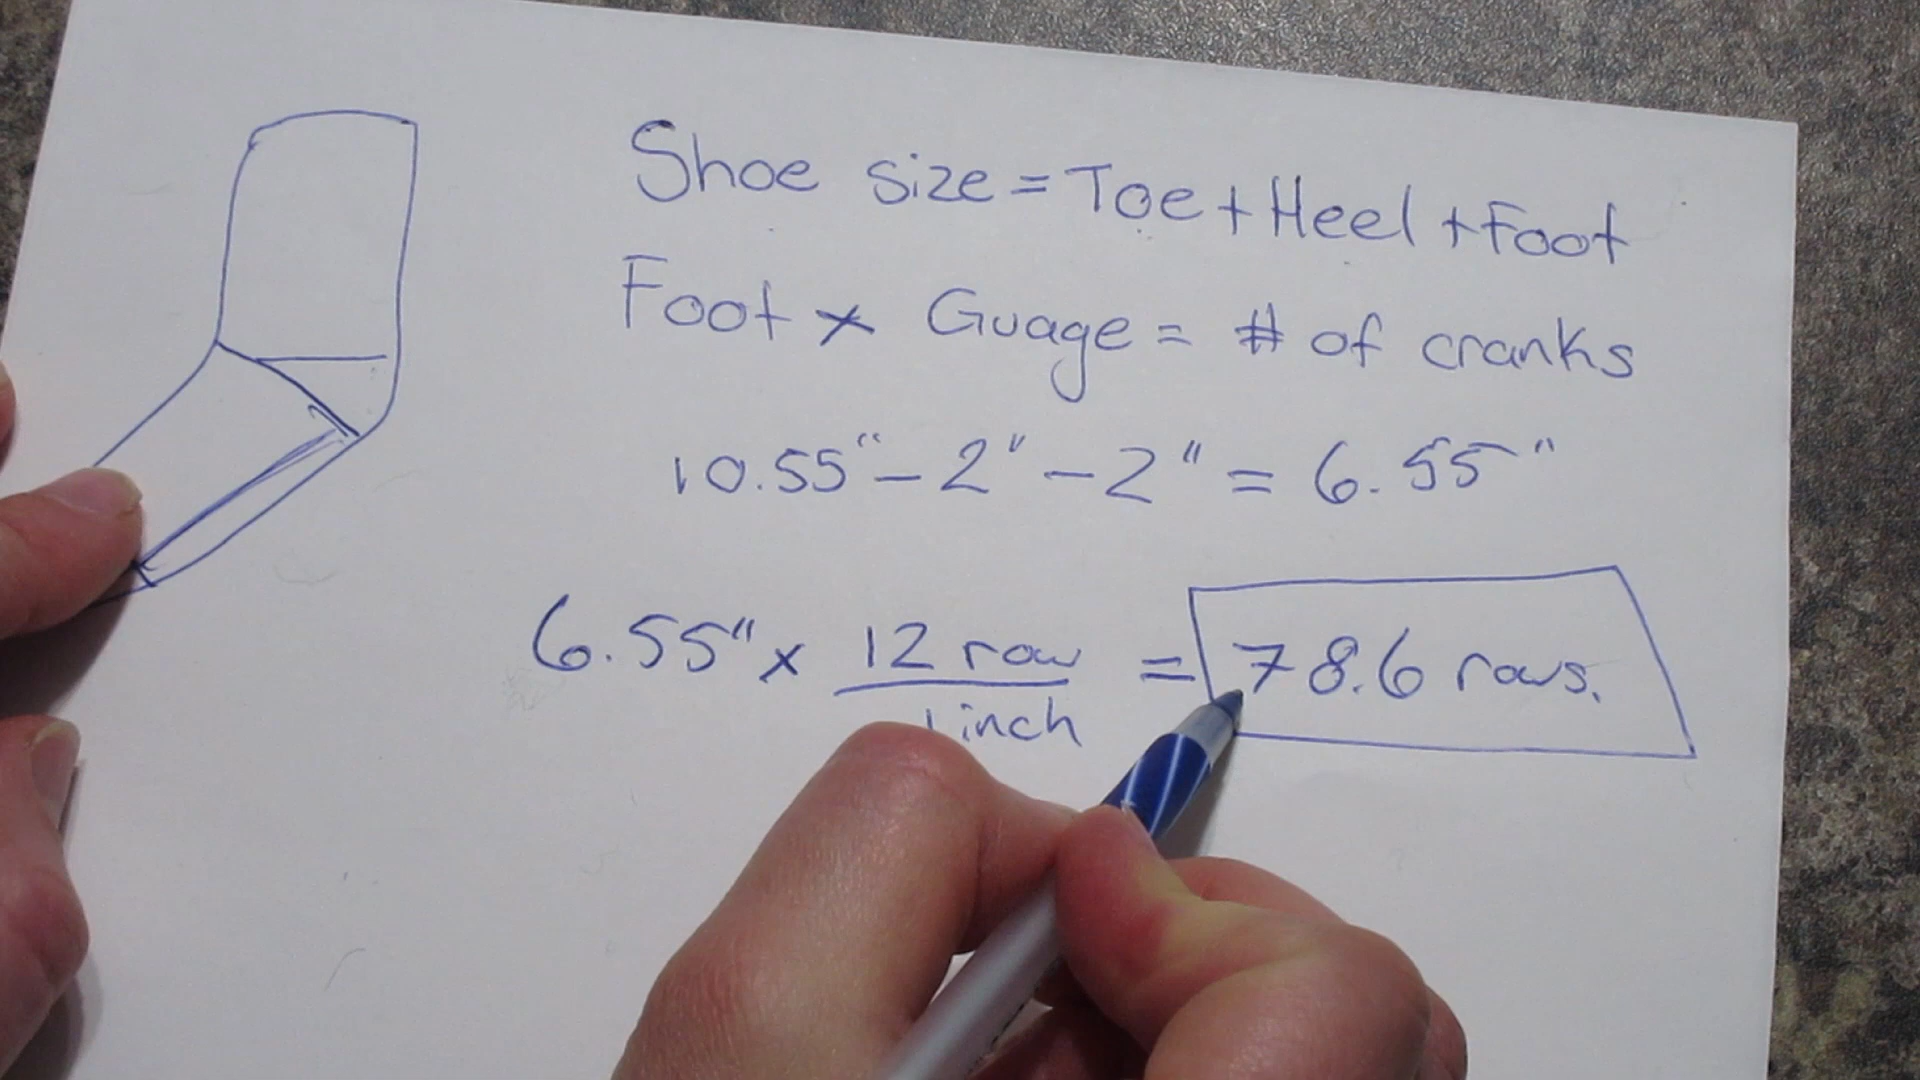 Shoe size = Toe + Heel + Foot
Foot x Guage = # of cranks
10.55" - 2" - 2" = 6.55"
6.55" x 12 row = 78.6 rows.
1 inch